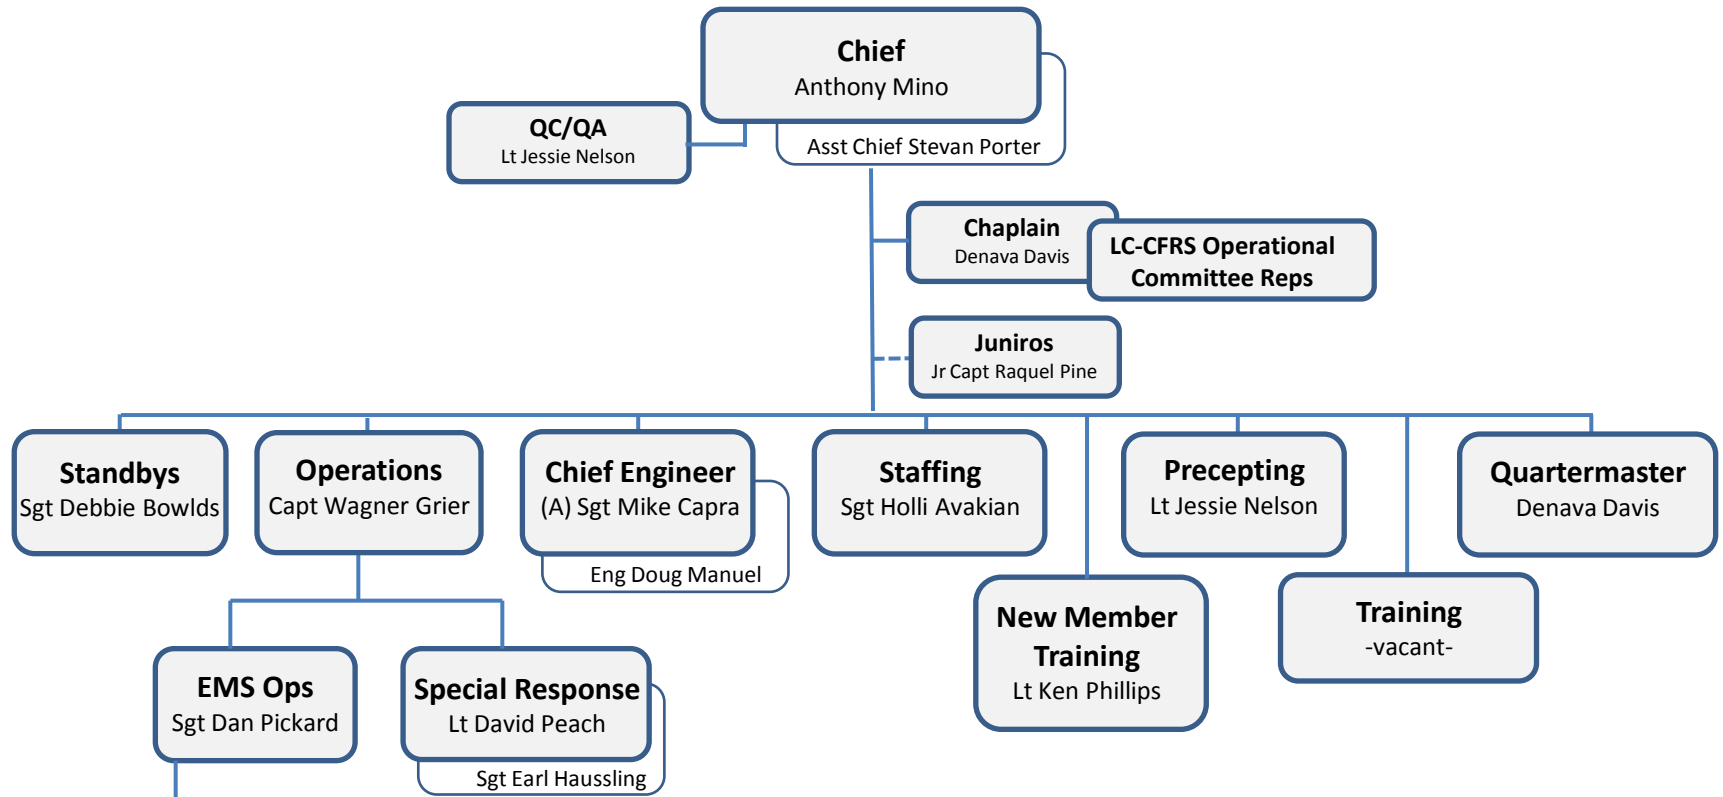 Chief
Anthony Mino
Asst Chief Stevan Porter
QC/QA
Lt Jessie Nelson
Chaplain
Denava Davis
LC-CFRS Operational
Committee Reps
Juniros
Jr Capt Raquel Pine
Standbys
Sgt Debbie Bowlds
Operations
Capt Wagner Grier
Chief Engineer
(A) Sgt Mike Capra
Eng Doug Manuel
Staffing
Sgt Holli Avakian
Precepting
Lt Jessie Nelson
Quartermaster
Denava Davis
New Member
Training
Lt Ken Phillips
Training
-vacant-
EMS Ops
Sgt Dan Pickard
Special Response
Lt David Peach
Sgt Earl Haussling